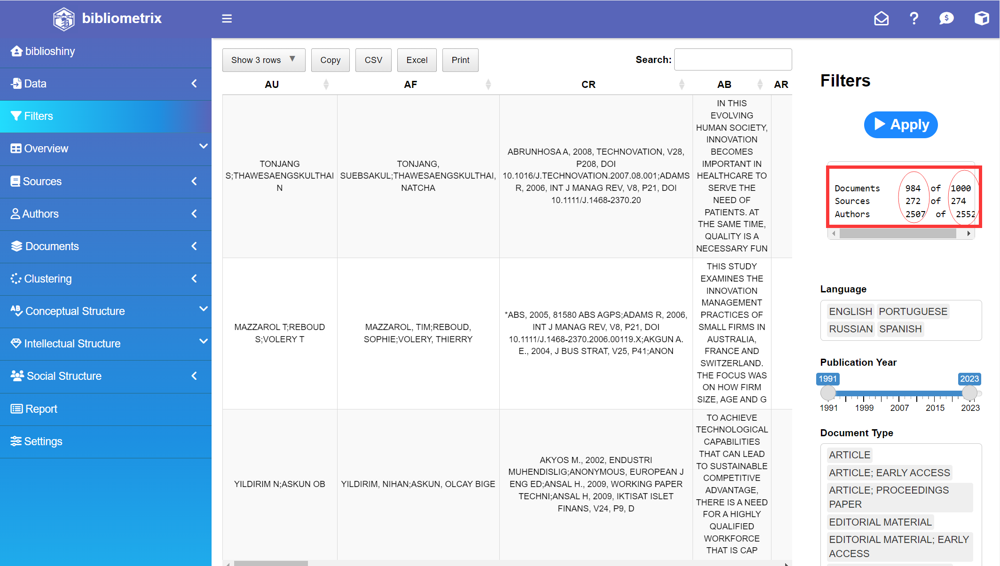 bibliometrix
biblioshiny
Data
Filters
Overview
Sources
Authors
Documents
Clustering
Conceptual Structure
Intellectual Structure
Social Structure
Report
Settings
Show 3 rows Copy CSV Excel Print Search:
AU AF CR AB AR
TONJANG
S;THAWESAENGSKULTHAI
N
TONJANG,
SUEBSAKUL;THAWESAENGSKULTHAI,
NATCHA
ABRUNHOSA A, 2008, TECHNOVATION, V28,
P208, DOI
10.1016/J.TECHNOVATION.2007.08.001;ADAMS
R, 2006, INT J MANAG REV, V8, P21, DOI
10.1111/J.1468-2370.20
IN THIS
EVOLVING
HUMAN SOCIETY,
INNOVATION
BECOMES
IMPORTANT IN
HEALTHCARE TO
SERVE THE
NEED OF
PATIENTS. AT
THE SAME TIME,
QUALITY IS A
NECESSARY FUN
MAZZAROL T;REBOUD
S;VOLERY T
MAZZAROL, TIM;REBOUD,
SOPHIE;VOLERY, THIERRY
*ABS, 2005, 81580 ABS AGPS;ADAMS R, 2006,
INT J MANAG REV, V8, P21, DOI
10.1111/J.1468-2370.2006.00119.X;AKGUN A.
E., 2004, J BUS STRAT, V25, P41;ANON
THIS STUDY
EXAMINES THE
INNOVATION
MANAGEMENT
PRACTICES OF
SMALL FIRMS IN
AUSTRALIA,
FRANCE AND
SWITZERLAND.
THE FOCUS WAS
ON HOW FIRM
SIZE, AGE AND G
YILDIRIM N;ASKUN OB
YILDIRIM, NIHAN;ASKUN, OLCAY BIGE
AKYOS M., 2002, ENDUSTRI
MUHENDISLIG;ANONYMOUS, EUROPEAN J
ENG ED;ANSAL H., 2009, WORKING PAPER
TECHNI;ANSAL H, 2009, IKTISAT ISLET
FINANS, V24, P9, D
TO ACHIEVE
TECHNOLOGICAL
CAPABILITIES
THAT CAN LEAD
TO SUSTAINABLE
COMPETITIVE
ADVANTAGE,
THERE IS A NEED
FOR A HIGHLY
QUALIFIED
WORKFORCE
THAT IS CAP
Filters
Apply
Documents 984 of 1000
Sources 272 of 274
Authors 2507 of 2552
Language
ENGLISH PORTUGUESE
RUSSIAN SPANISH
Publication Year
1991 2023
1991 1999 2007 2015 2023
Document Type
ARTICLE
ARTICLE; EARLY ACCESS
ARTICLE; PROCEEDINGS
PAPER
EDITORIAL MATERIAL
EDITORIAL MATERIAL; EARLY
ACCESS